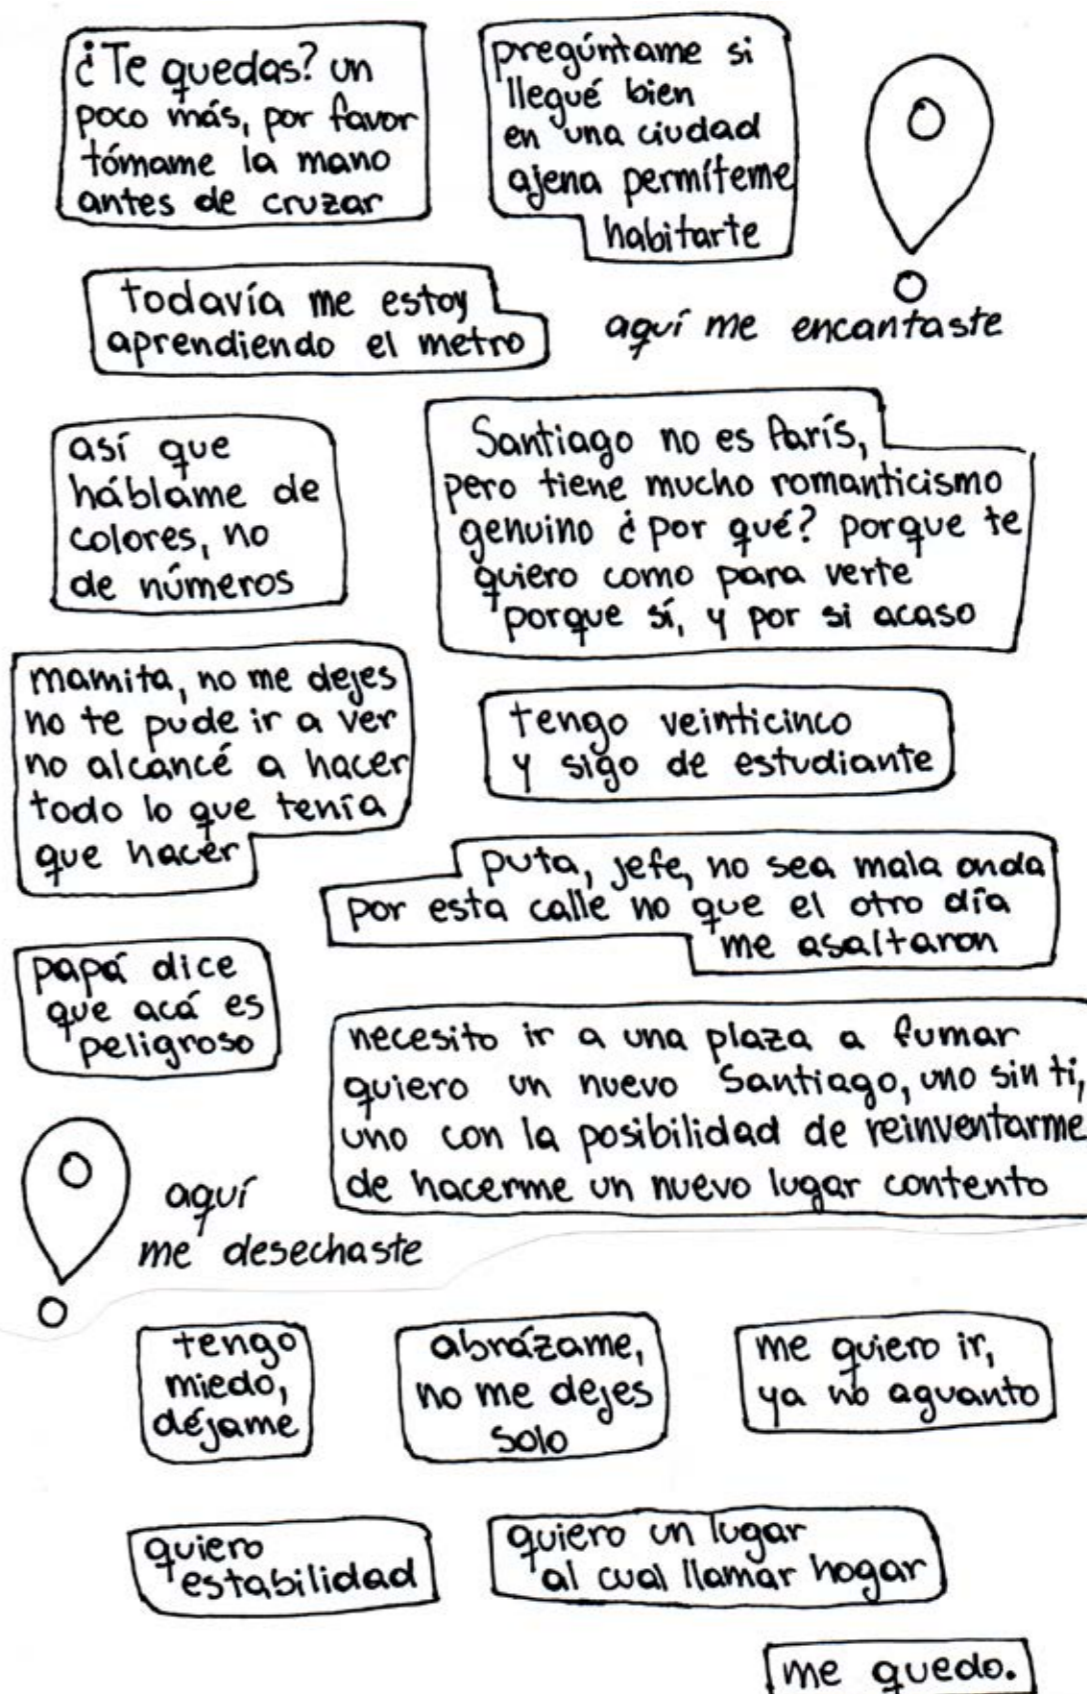 ¿Te quedas? un
poco más, por favor
tómame la mano
antes de cruzar
pregúntame si
llegué bien
en una ciudad
ajena permíteme
habitarte
todavía me estoy
aprendiendo el metro
aquí me encantaste
así que
háblame de
colores, no
de números
Santiago no es París,
pero tiene mucho romanticismo
genuino ¿por qué? porque te
quiero como para verte
porque sí, y por si acaso
mamita, no me dejes
no te pude ir a ver
no alcancé a hacer
todo lo que tenía
que hacer
tengo veinticinco
y sigo de estudiante
puta, jefe, no sea mala onda
por esta calle no que el otro día
me asaltaron
papá dice
que acá es
peligroso
necesito ir a una plaza a fumar
quiero un nuevo Santiago, uno sin ti,
uno con la posibilidad de reinventarme
de hacerme un nuevo lugar contento
aquí
me desechaste
tengo
miedo,
déjame
abrázame,
no me dejes
solo
me quiero ir,
ya no aguanto
quiero
estabilidad
quiero un lugar
al cual llamar hogar
me quedo.